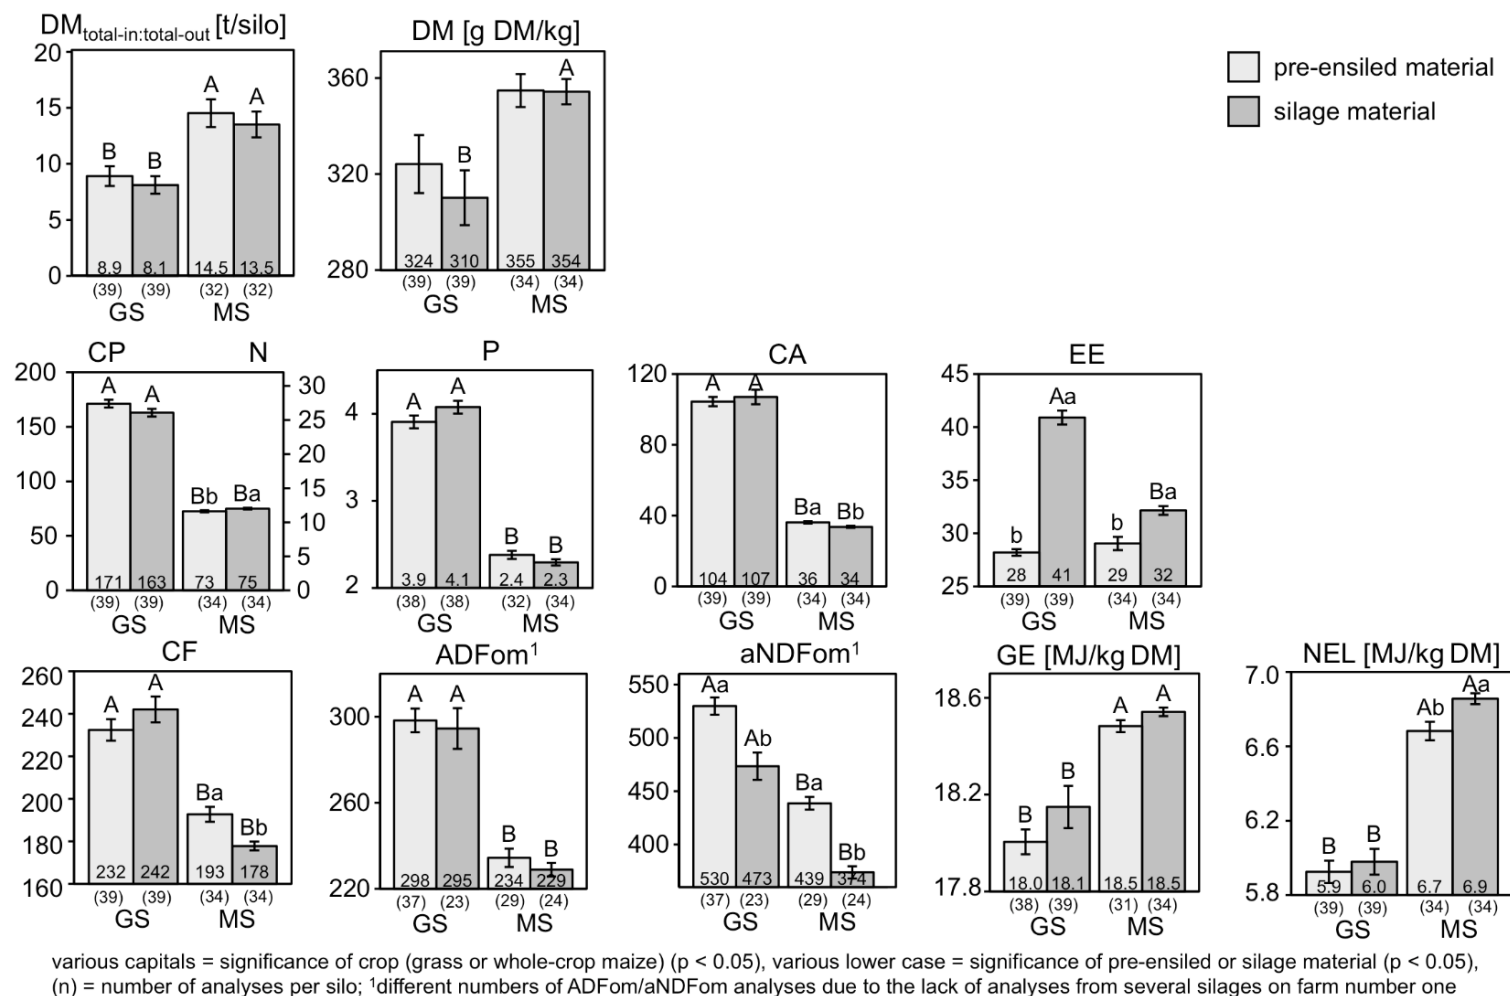 DMtotal-in:total-out [t/silo]
DM [g DM/kg]
pre-ensiled material
silage material
20
15
10
5
0
B
B
A
A
8.9
8.1
14.5
13.5
(39)
(39)
(32)
(32)
GS
MS
360
320
280
B
A
324
310
355
354
(39)
(39)
(34)
(34)
GS
MS
CP
N
200
150
100
50
0
30
25
20
15
10
5
0
A
A
Bb
Ba
171
163
73
75
(39)
(39)
(34)
(34)
GS
MS
P
4
3
2
A
A
B
B
3.9
4.1
2.4
2.3
(38)
(38)
(32)
(34)
GS
MS
CA
120
80
40
0
A
A
Ba
Bb
104
107
36
34
(39)
(39)
(34)
(34)
GS
MS
EE
45
40
35
30
25
b
Aa
b
Ba
28
41
29
32
(39)
(39)
(34)
(34)
GS
MS
CF
260
240
220
200
180
160
A
A
Ba
Bb
232
242
193
178
(39)
(39)
(34)
(34)
GS
MS
ADFom¹
300
260
220
A
A
B
B
298
295
234
229
(37)
(23)
(29)
(24)
GS
MS
aNDFom¹
550
500
450
400
Aa
Ab
Ba
Bb
530
473
439
374
(37)
(23)
(29)
(24)
GS
MS
GE [MJ/kg DM]
18.6
18.2
17.8
B
B
A
A
18.0
18.1
18.5
18.5
(38)
(39)
(31)
(34)
GS
MS
NEL [MJ/kg DM]
7.0
6.6
6.2
5.8
B
B
Ab
Aa
5.9
6.0
6.7
6.9
(39)
(39)
(34)
(34)
GS
MS
various capitals = significance of crop (grass or whole-crop maize) (p < 0.05), various lower case = significance of pre-ensiled or silage material (p < 0.05),
(n) = number of analyses per silo; ¹different numbers of ADFom/aNDFom analyses due to the lack of analyses from several silages on farm number one